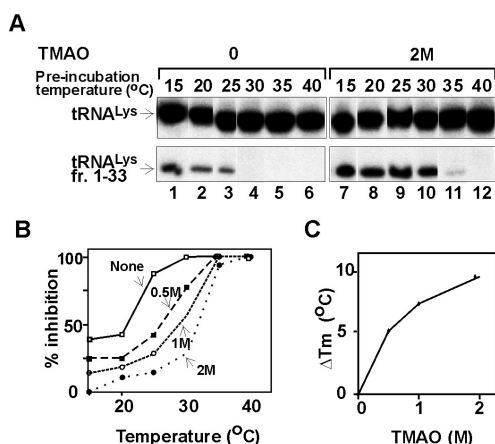 A
TMAO 0 2M
Pre-incubation temperature (oC) 15 20 25 30 35 40 15 20 25 30 35 40
tRNALys
tRNALys
fr. 1-33
1 2 3 4 5 6 7 8 9 10 11 12
B
% inhibition
100
50
0
None
0.5M
1M
2M
20 30 40
Temperature (OC)
C
ΔTm (OC)
10
5
0
0 1 2
TMAO (M)